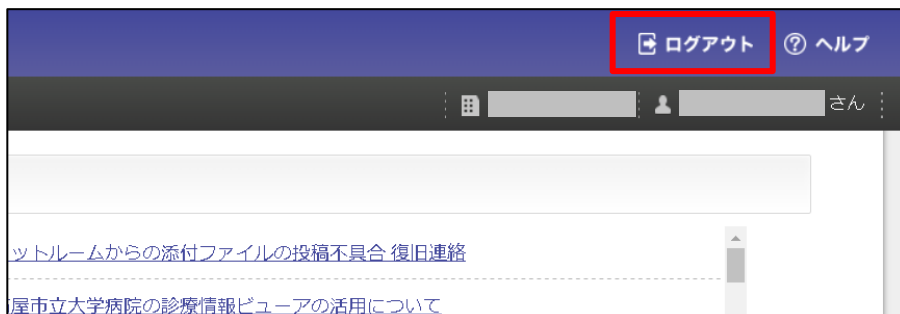 ログアウト ヘルプ
さん
ットルームからの添付ファイルの投稿不具合 復旧連絡
屋市立大学病院の診療情報ビューアの活用について